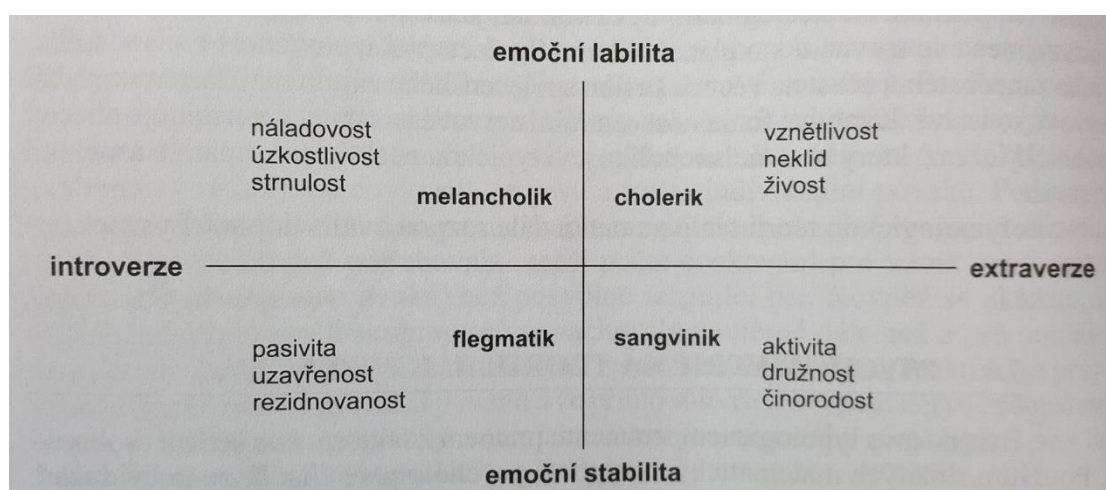 emoční labilita
náladovost
úzkostlivost
strnulost
vznětlivost
neklid
živost
melancholik
cholerik
introverze
extraverze
flegmatik
sangvinik
pasivita
uzavřenost
rezidnovanost
aktivita
družnost
činorodost
emoční stabilita